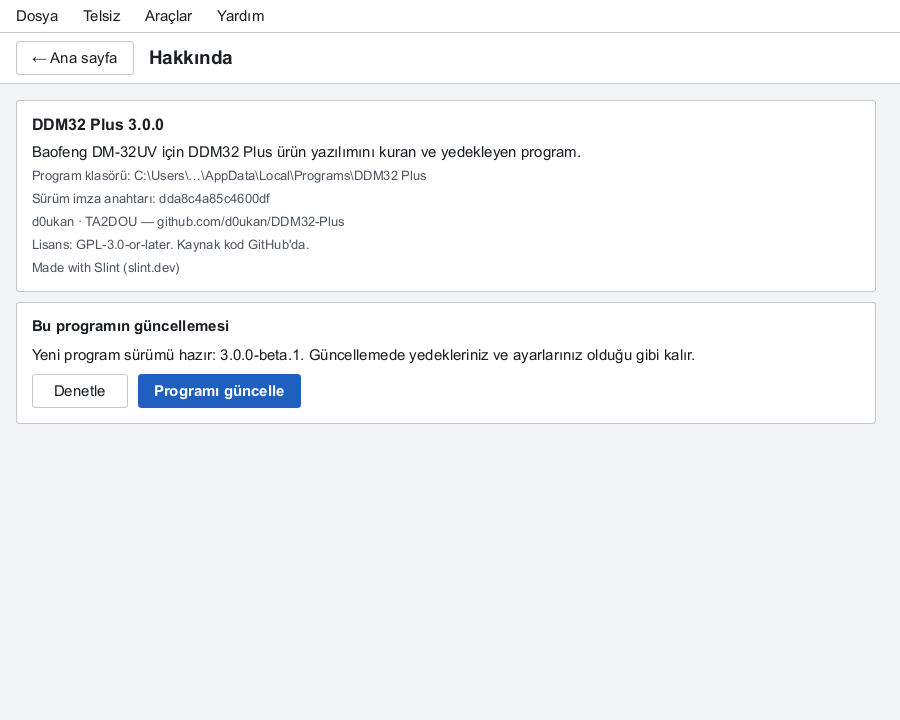 Dosya Telsiz Araçlar Yardım
← Ana sayfa Hakkında
DDM32 Plus 3.0.0
Baofeng DM-32UV için DDM32 Plus ürün yazılımını kuran ve yedekleyen program.
Program klasörü: C:\Users\...\AppData\Local\Programs\DDM32 Plus
Sürüm imza anahtarı: dda8c4a85c4600df
d0ukan · TA2DOU — github.com/d0ukan/DDM32-Plus
Lisans: GPL-3.0-or-later. Kaynak kod GitHub'da.
Made with Slint (slint.dev)
Bu programın güncellemesi
Yeni program sürümü hazır: 3.0.0-beta.1. Güncellemede yedekleriniz ve ayarlarınız olduğu gibi kalır.
Denetle Programı güncelle